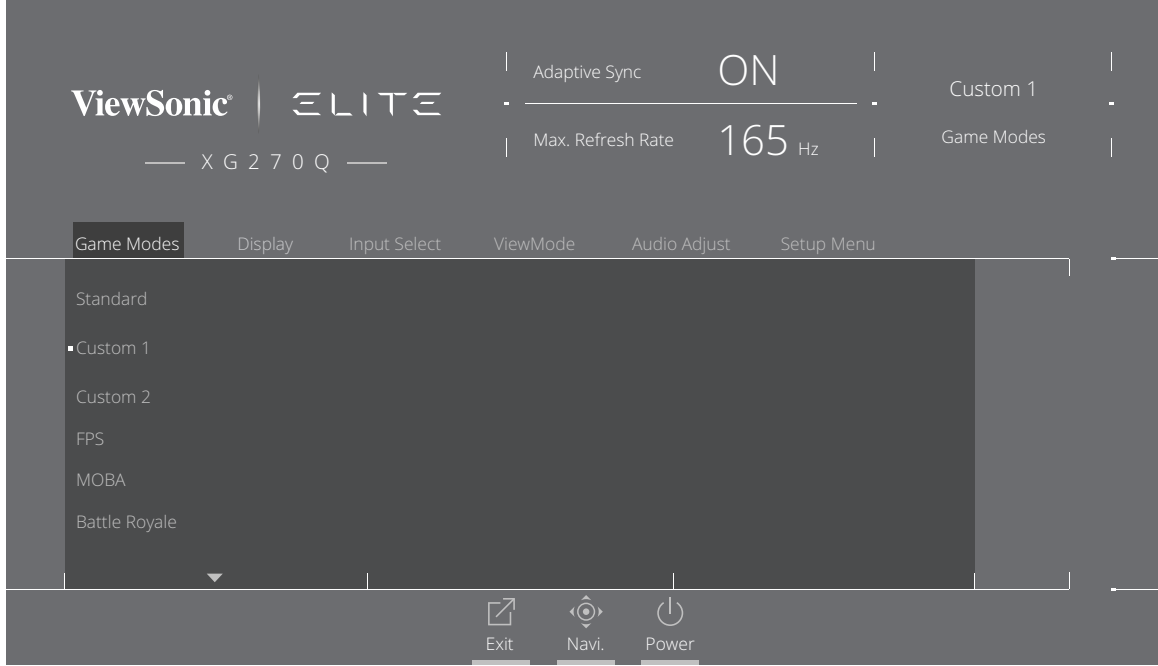 ViewSonic® ELITE
XG270Q
Adaptive Sync ON
Max. Refresh Rate 165 Hz
Custom 1
Game Modes
Game Modes Display Input Select ViewMode Audio Adjust Setup Menu
Standard
Custom 1
Custom 2
FPS
MOBA
Battle Royale
Exit Navi. Power